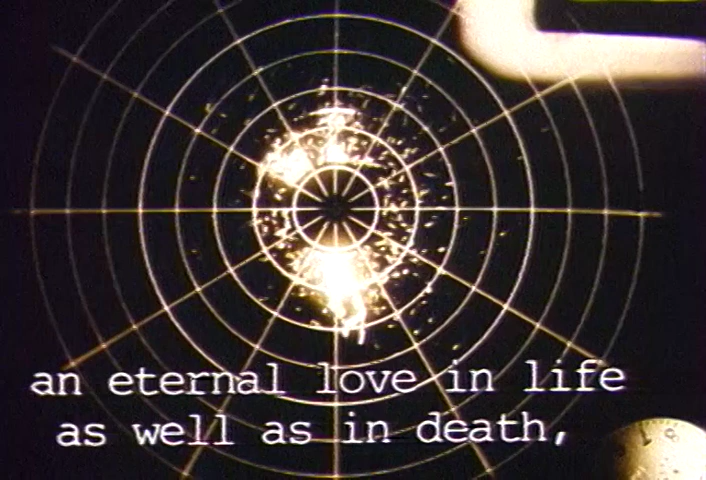 an eternal love in life
as well as in death,